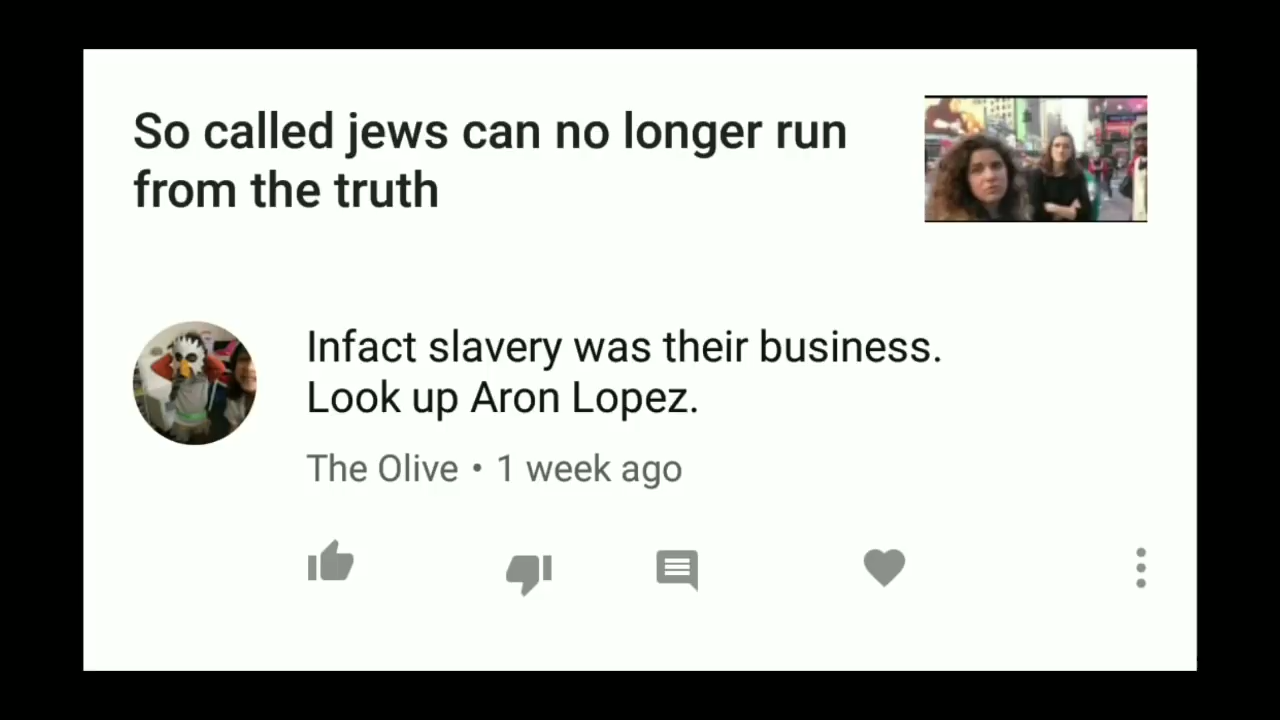 So called jews can no longer run
from the truth
Infact slavery was their business.
Look up Aron Lopez.
The Olive • 1 week ago